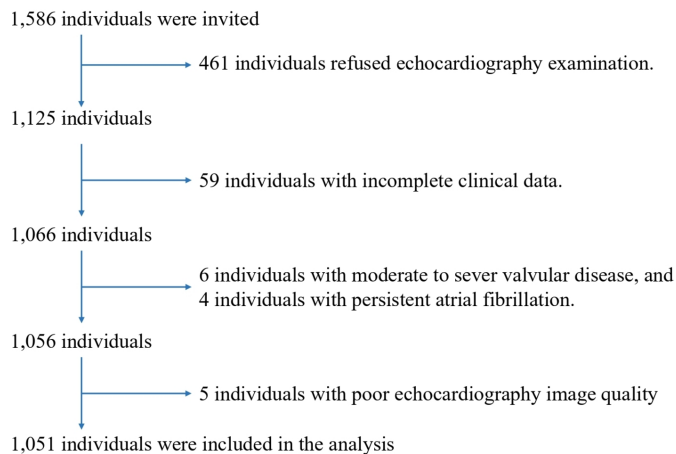 1,586 individuals were invited
461 individuals refused echocardiography examination.
1,125 individuals
59 individuals with incomplete clinical data.
1,066 individuals
6 individuals with moderate to sever valvular disease, and
4 individuals with persistent atrial fibrillation.
1,056 individuals
5 individuals with poor echocardiography image quality
1,051 individuals were included in the analysis